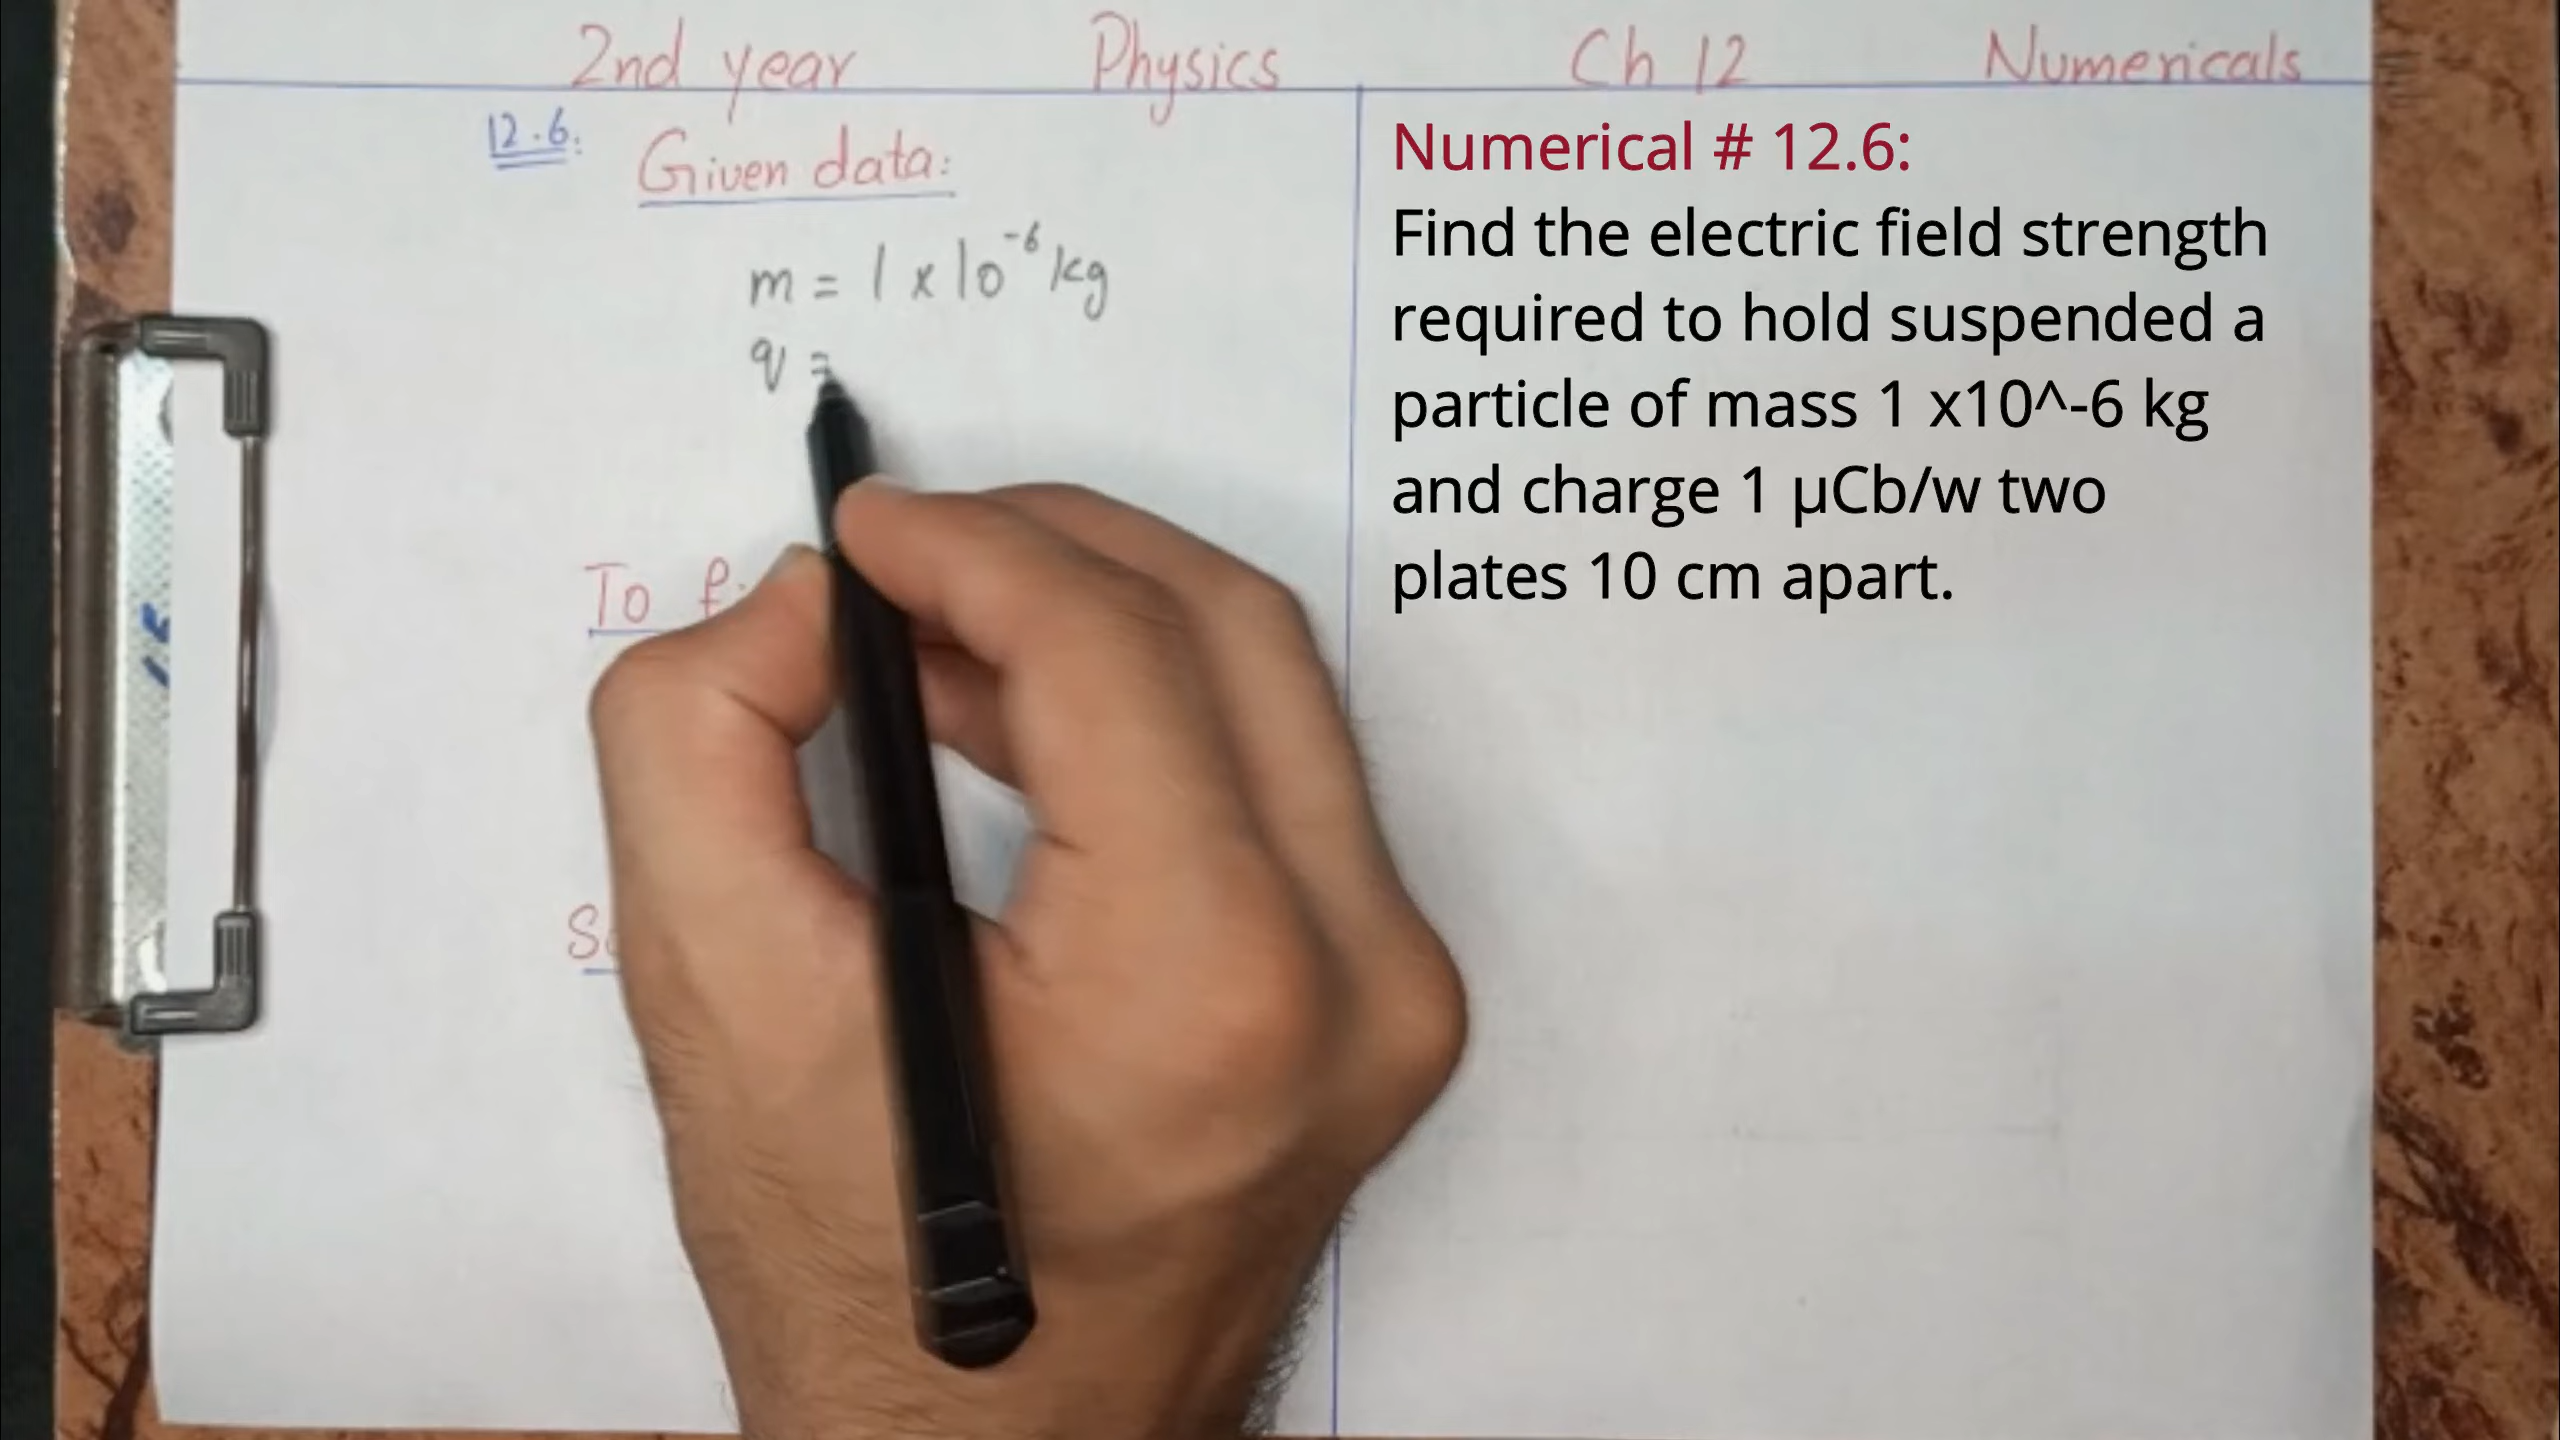 2nd year Physics Ch 12 Numericals
12.6:
Given data:
m = 1 x 10⁻⁶ kg
q =
To
Numerical # 12.6:
Find the electric field strength
required to hold suspended a
particle of mass 1 x10^-6 kg
and charge 1 µCb/w two
plates 10 cm apart.